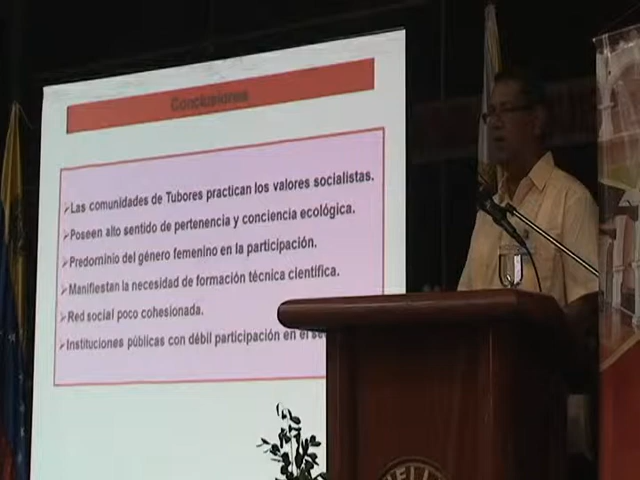 Conclusiones
➢Las comunidades de Tubores practican los valores socialistas.
➢Poseen alto sentido de pertenencia y conciencia ecológica.
➢Predominio del género femenino en la participación.
➢Manifiestan la necesidad de formación técnica científica.
➢Red social poco cohesionada.
➢Instituciones públicas con débil participación en el